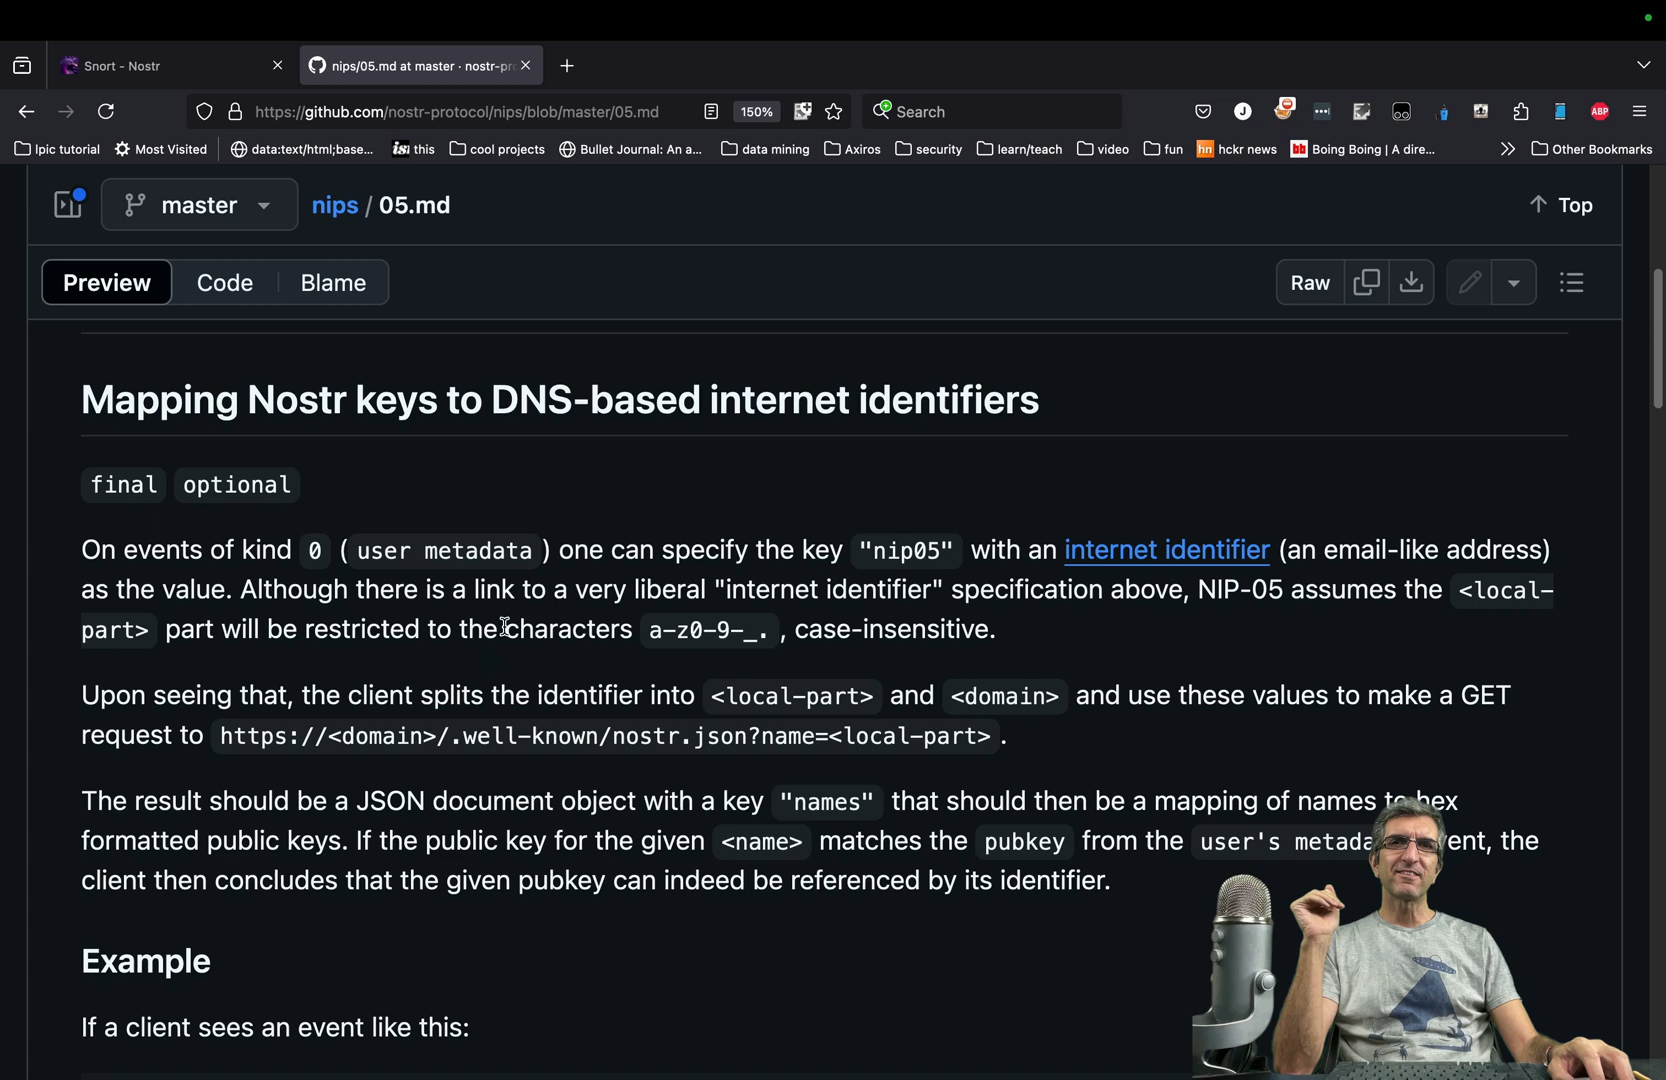 Snort - Nostr
nips/05.md at master · nostr-pr
https://github.com/nostr-protocol/nips/blob/master/05.md
150%
Search
J
ABP
lpic tutorial
Most Visited
data:text/html;base...
this
cool projects
Bullet Journal: An a...
data mining
Axiros
security
learn/teach
video
fun
hn hckr news
bb Boing Boing | A dire...
Other Bookmarks
master
nips / 05.md
Top
Preview
Code
Blame
Raw
Mapping Nostr keys to DNS-based internet identifiers
final optional
On events of kind 0 ( user metadata ) one can specify the key "nip05" with an internet identifier (an email-like address)
as the value. Although there is a link to a very liberal "internet identifier" specification above, NIP-05 assumes the <local-
part> part will be restricted to the characters a-z0-9-_. , case-insensitive.
Upon seeing that, the client splits the identifier into <local-part> and <domain> and use these values to make a GET
request to https://<domain>/.well-known/nostr.json?name=<local-part> .
The result should be a JSON document object with a key "names" that should then be a mapping of names to hex
formatted public keys. If the public key for the given <name> matches the pubkey from the user's metada ent, the
client then concludes that the given pubkey can indeed be referenced by its identifier.
Example
If a client sees an event like this: